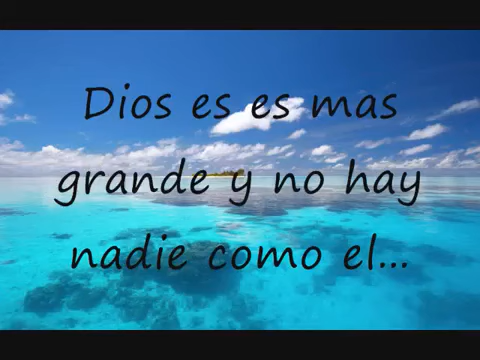 Dios es es mas
grande y no hay
nadie como el...